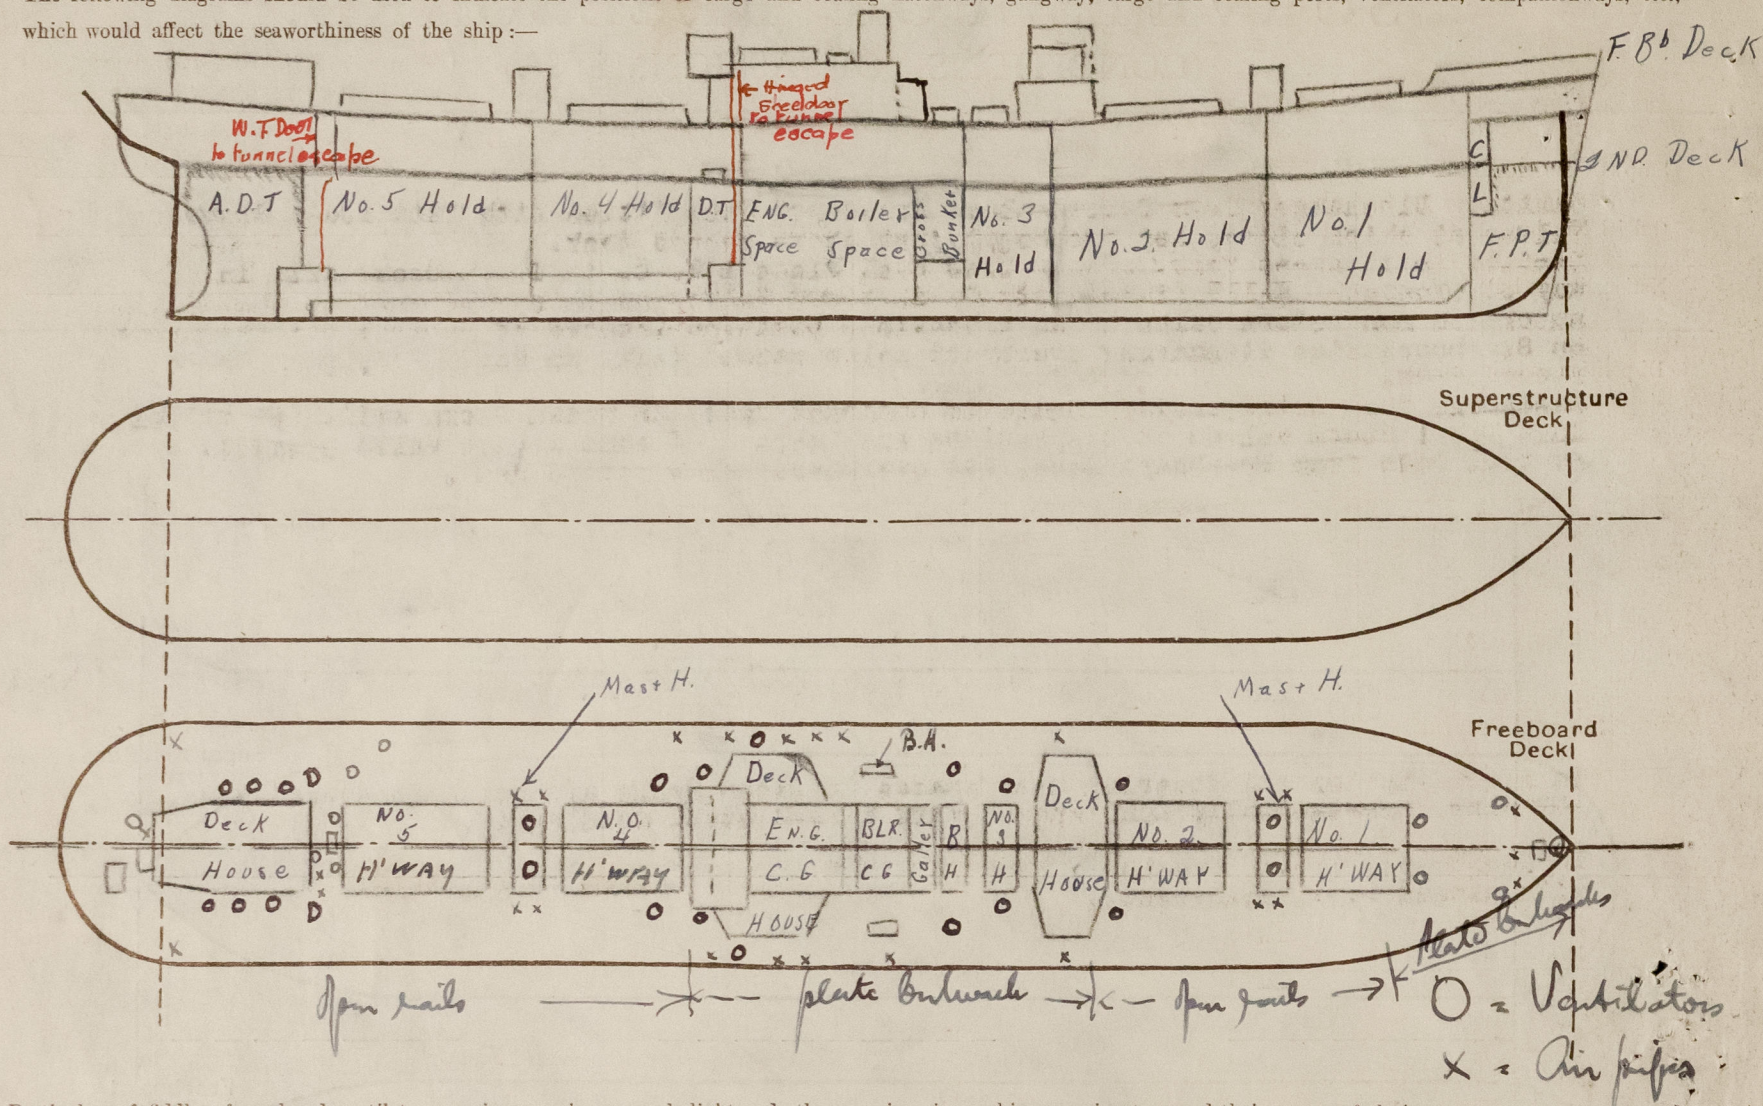 which would affect the seaworthiness of the ship :—
F. Bd. Deck
Hinged
Steel door
to tunnel
escape
W.T. Door
to tunnel escape
2ND. Deck
A.D.T
No. 5 Hold
No. 4 Hold
D.T
ENG.
Space
Boiler
Space
Cross
Bunker
No. 3
Hold
No. 2. Hold
No. 1
Hold
C
L
F.P.T
Superstructure
Deck
Mast H.
Mast H.
Freeboard
Deck
B.H.
Deck
House
No.
5
H'WAY
N.O.
4
H'WAY
Deck
ENG.
C.G
HOUSE
BLR.
CG
Galley
B
H
NO.
3
H
Deck
House
No. 2
H'WAY
No. 1
H'WAY
Plate Bulwarks
Open rails
plate Bulwark
Open rails
O = Ventilators
x = Air pipes